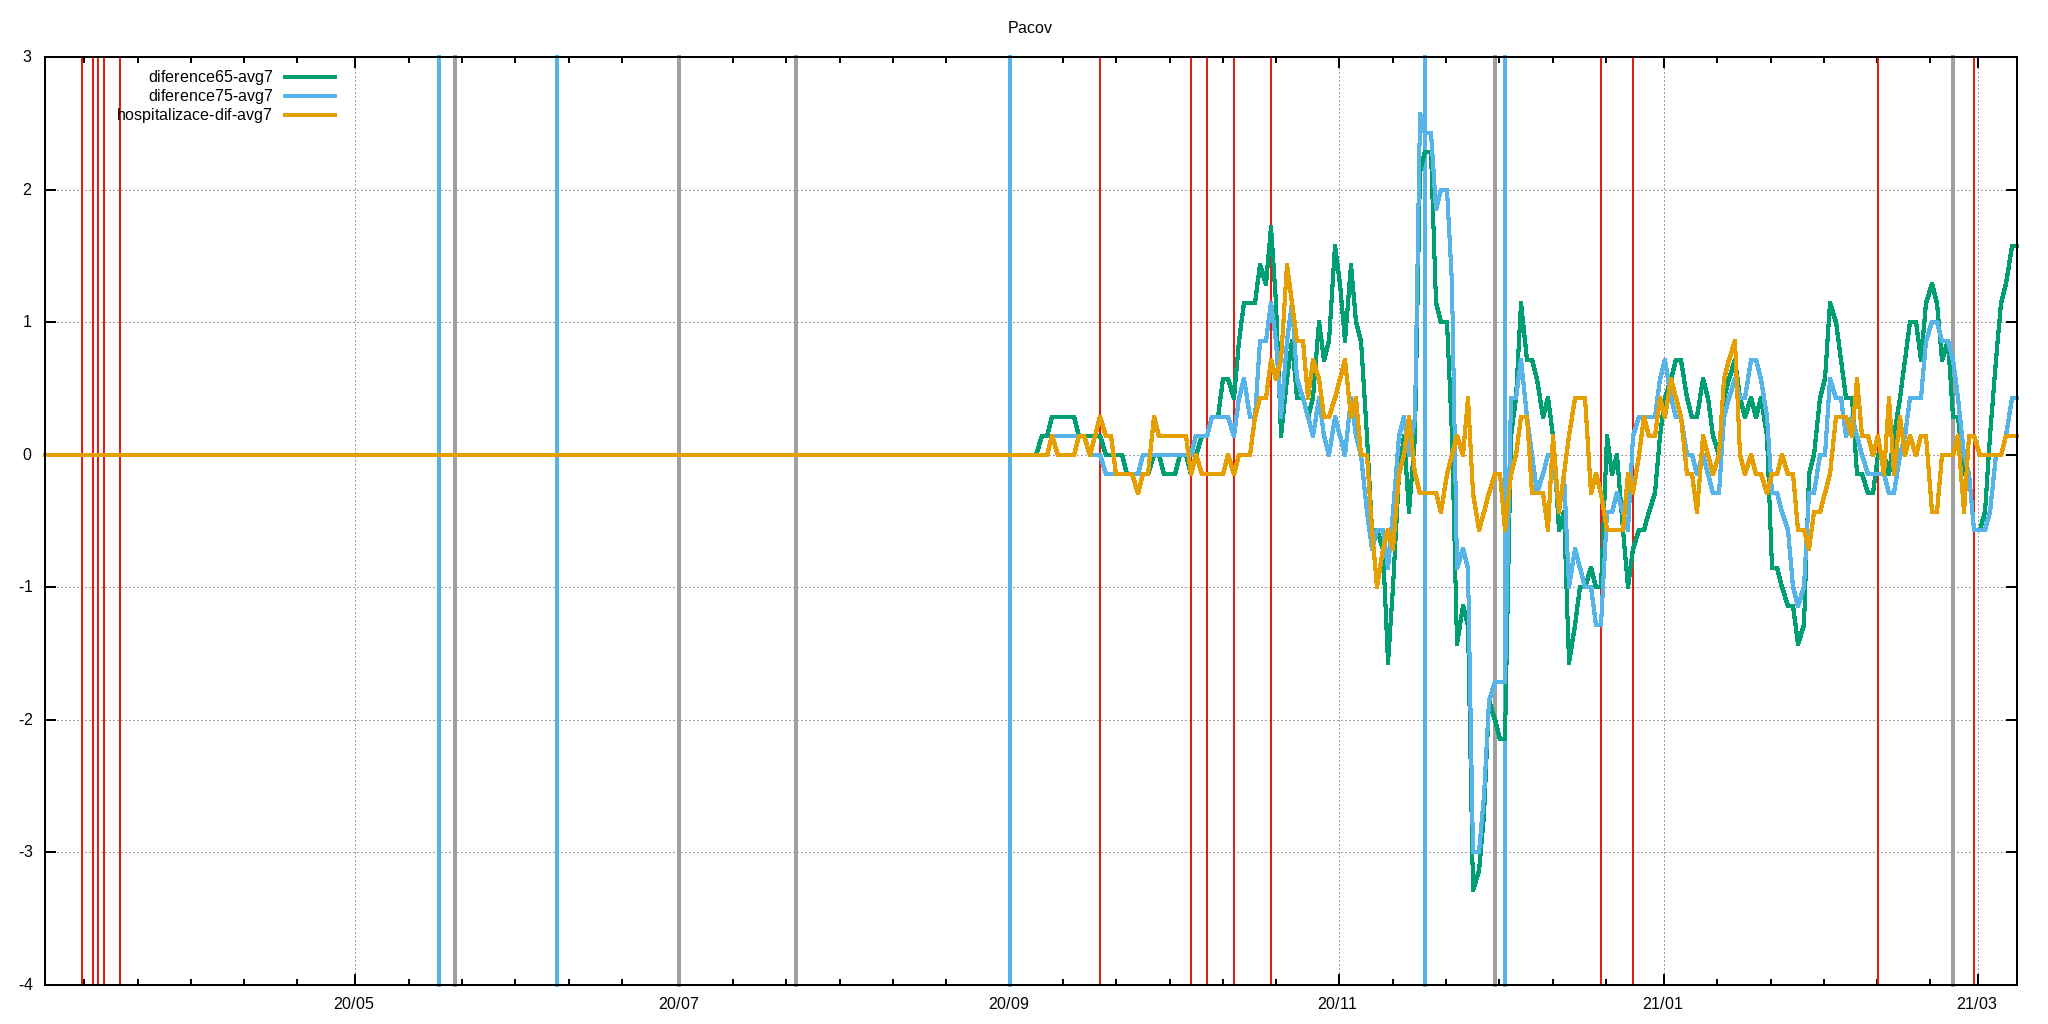 Pacov
diference65-avg7
diference75-avg7
hospitalizace-dif-avg7
3
2
1
0
-1
-2
-3
-4
20/05 20/07 20/09 20/11 21/01 21/03